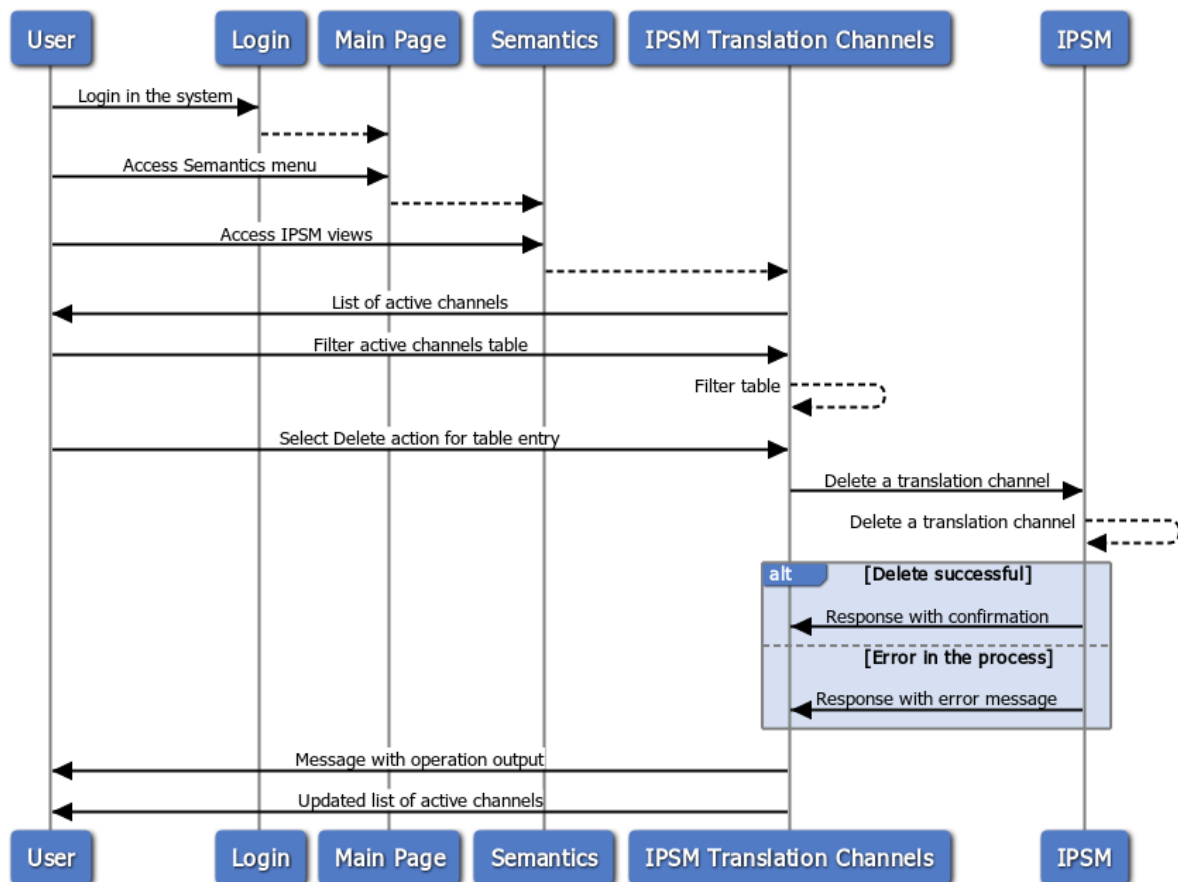 User Login Main Page Semantics IPSM Translation Channels IPSM
Login in the system
Access Semantics menu
Access IPSM views
List of active channels
Filter active channels table
Filter table
Select Delete action for table entry
Delete a translation channel
Delete a translation channel
alt [Delete successful]
Response with confirmation
[Error in the process]
Response with error message
Message with operation output
Updated list of active channels
User Login Main Page Semantics IPSM Translation Channels IPSM